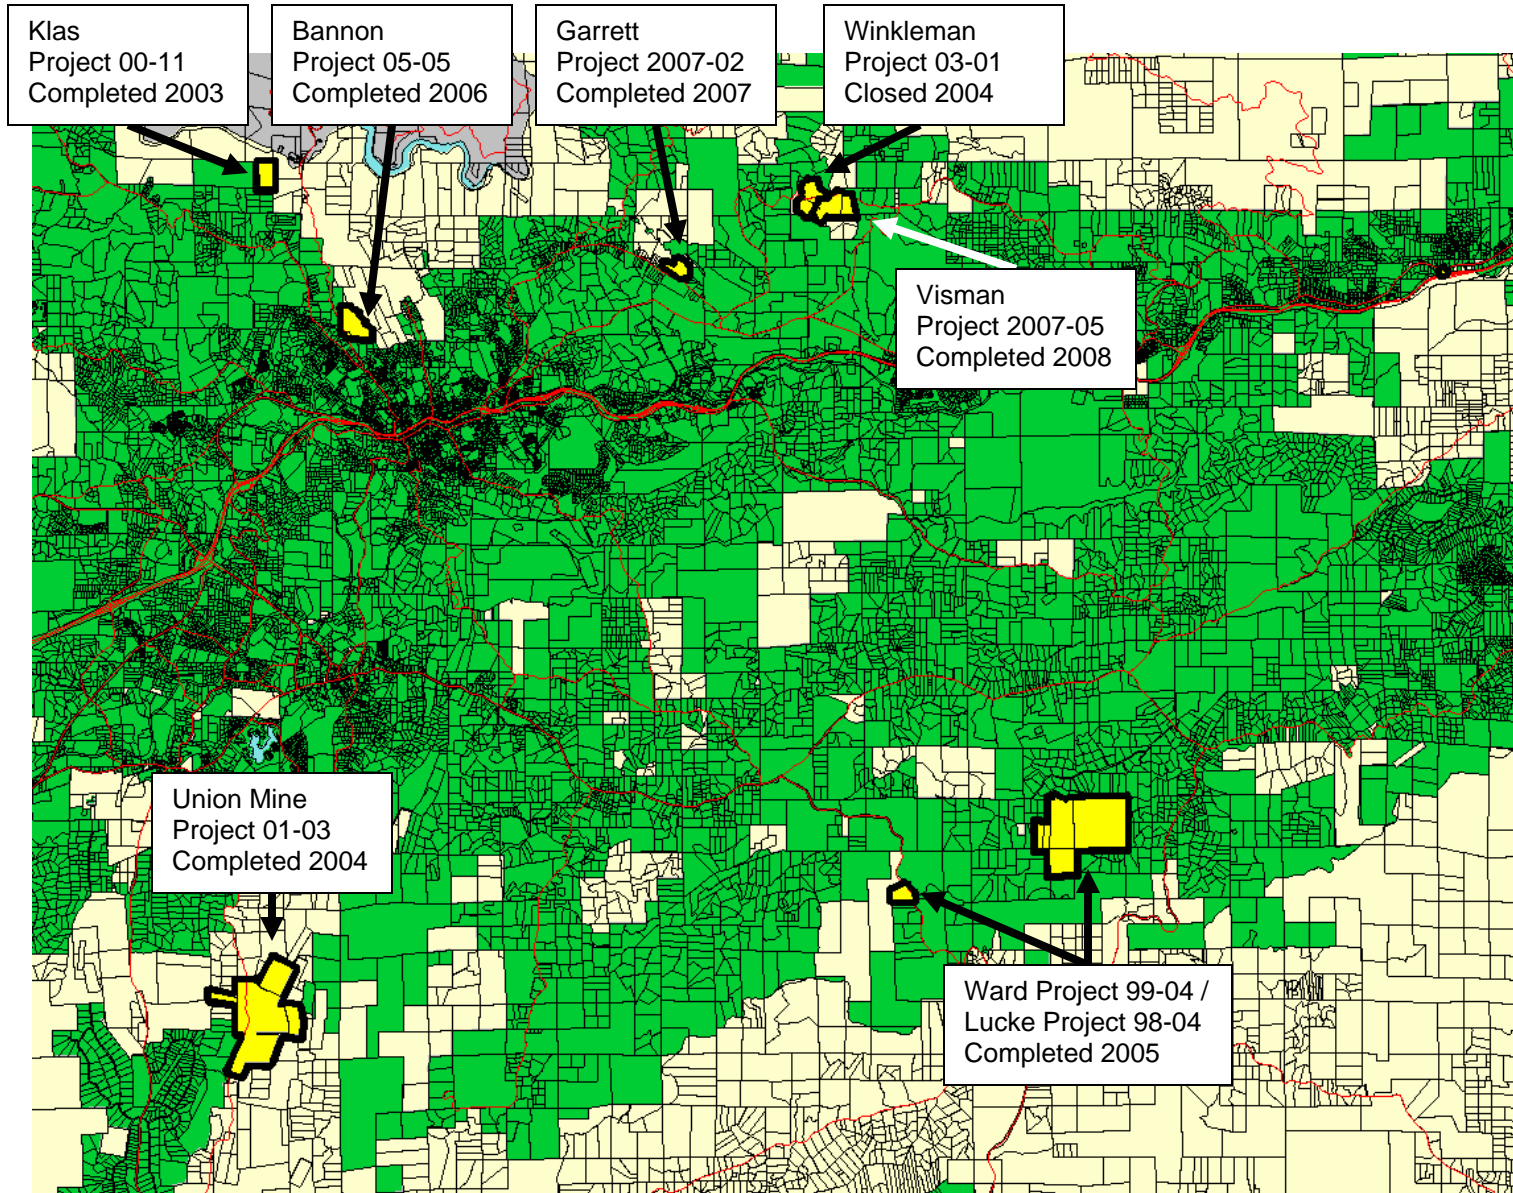 Klas
Project 00-11
Completed 2003
Bannon
Project 05-05
Completed 2006
Garrett
Project 2007-02
Completed 2007
Winkleman
Project 03-01
Closed 2004
Visman
Project 2007-05
Completed 2008
Union Mine
Project 01-03
Completed 2004
Ward Project 99-04 /
Lucke Project 98-04
Completed 2005